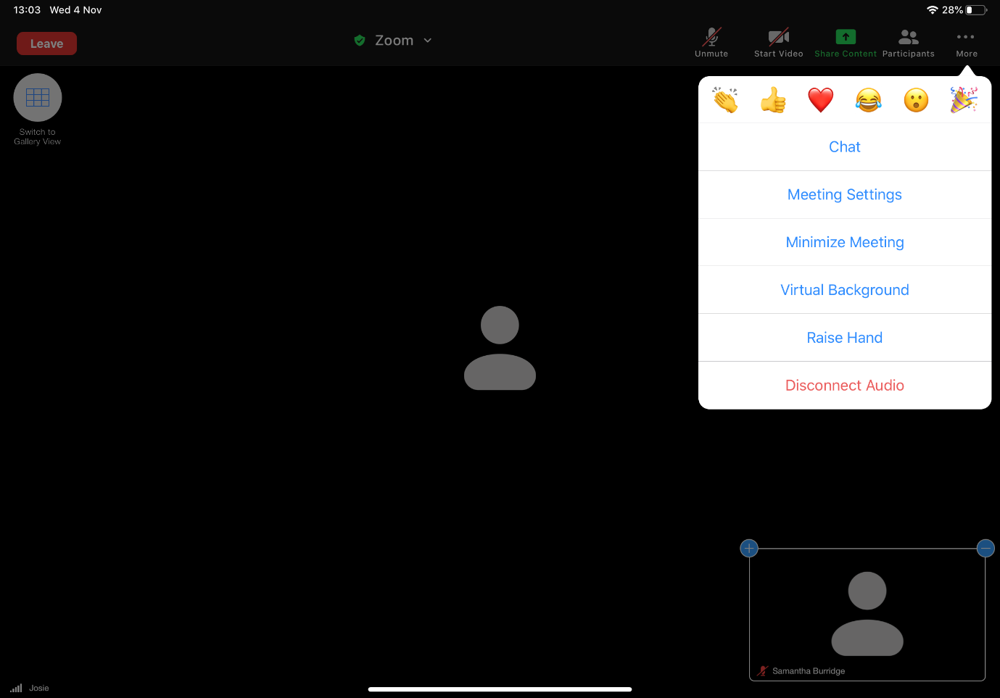 13:03 Wed 4 Nov
28%
Leave
Zoom
Unmute
Start Video
Share Content
Participants
More
Switch to
Gallery View
Chat
Meeting Settings
Minimize Meeting
Virtual Background
Raise Hand
Disconnect Audio
Samantha Burridge
Josie